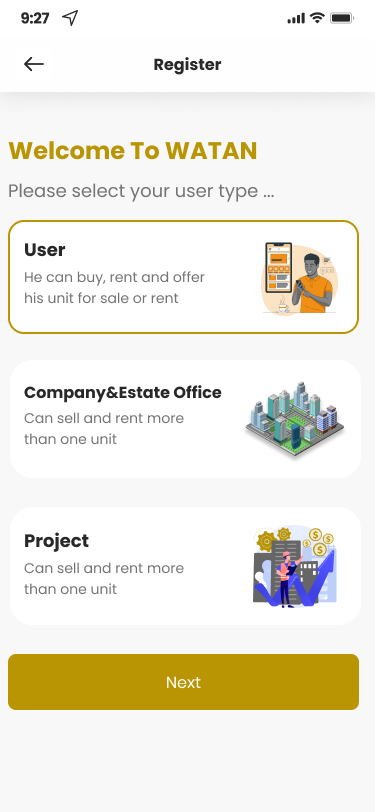 9:27
Register
Welcome To WATAN
Please select your user type ...
User
He can buy, rent and offer
his unit for sale or rent
Company&Estate Office
Can sell and rent more
than one unit
Project
Can sell and rent more
than one unit
Next